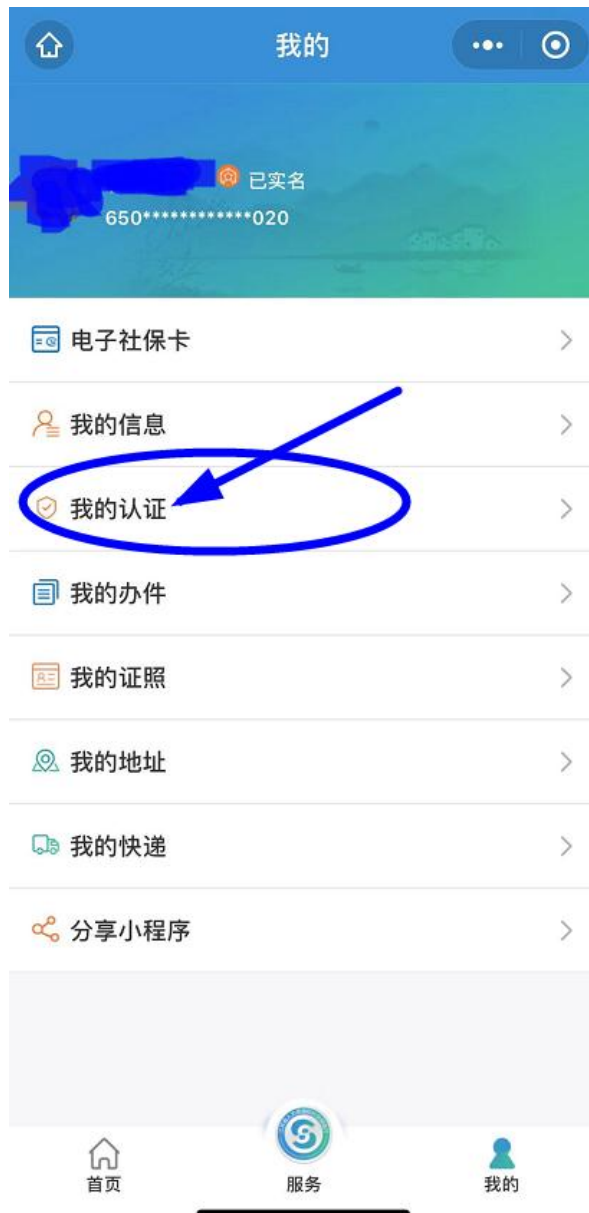 我的
已实名
650************020
电子社保卡
我的信息
我的认证
我的办件
我的证照
我的地址
我的快递
分享小程序
首页
服务
我的